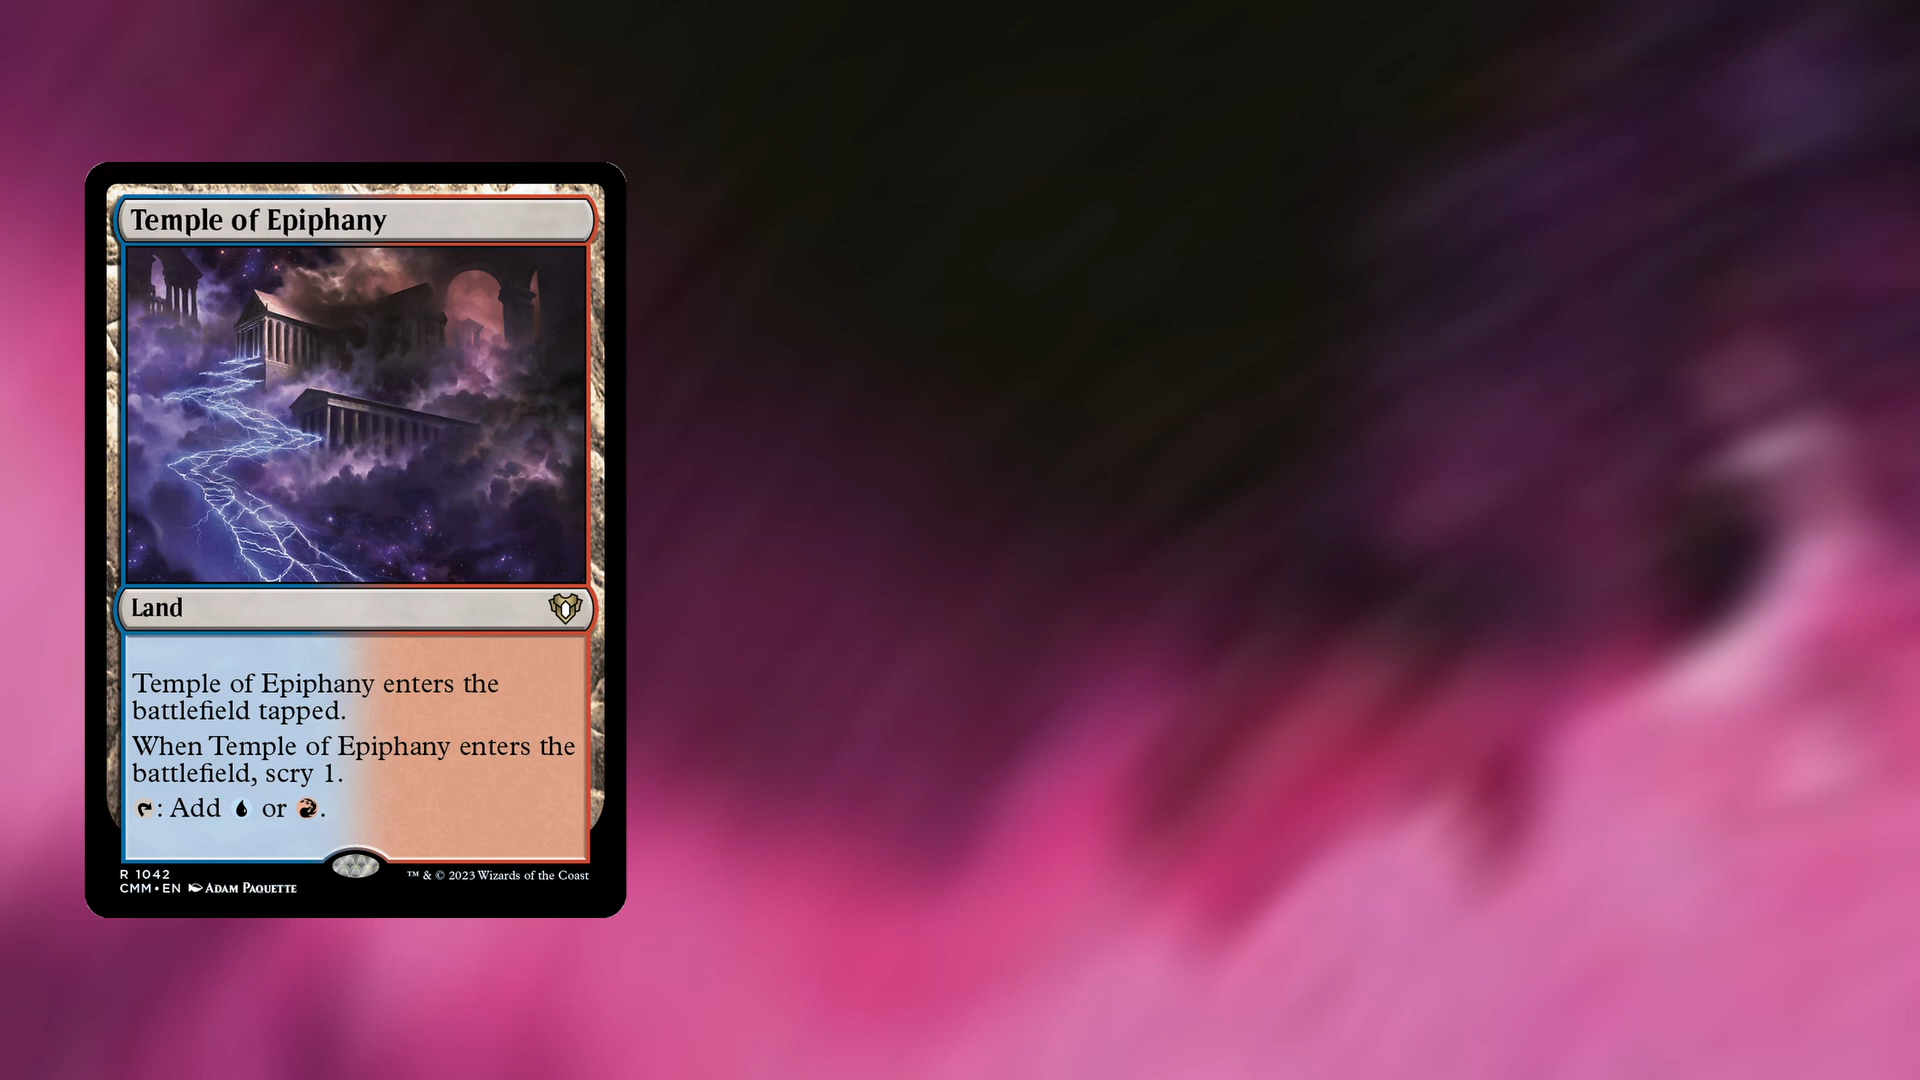 Temple of Epiphany
Land
Temple of Epiphany enters the
battlefield tapped.
When Temple of Epiphany enters the
battlefield, scry 1.
: Add or .
R 1042
CMM • EN ADAM PAQUETTE
™ & © 2023 Wizards of the Coast